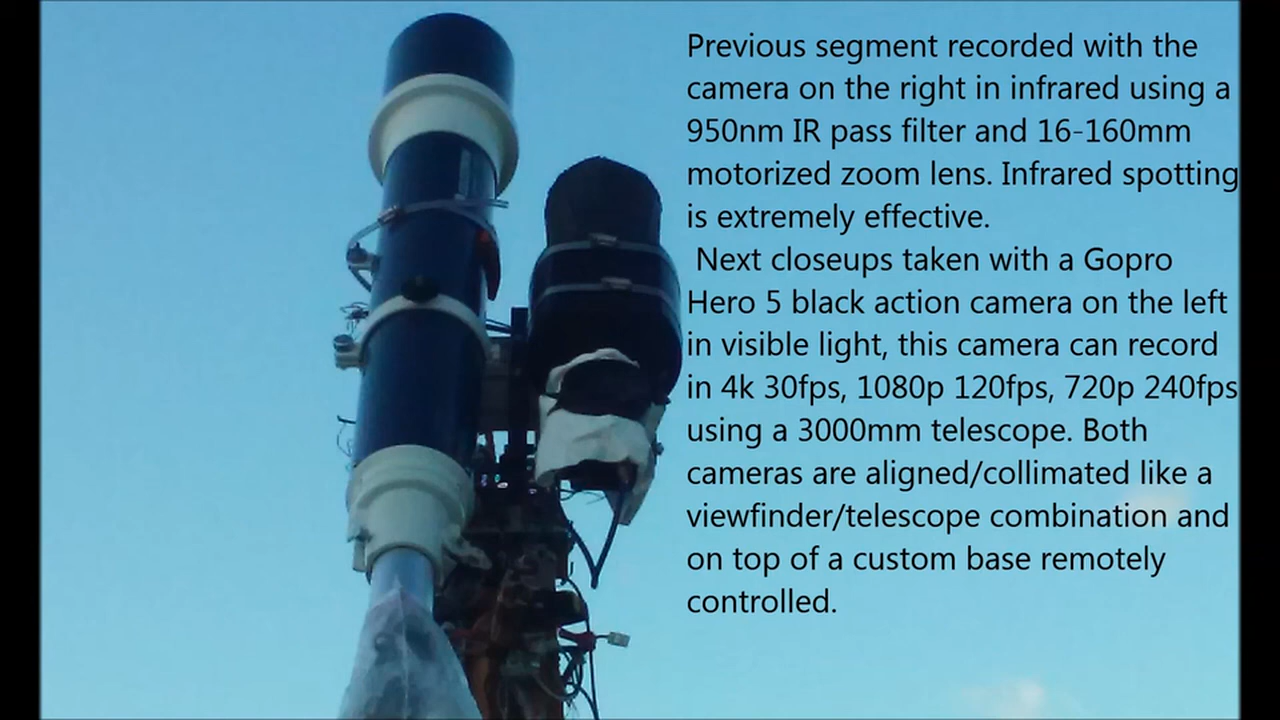 Previous segment recorded with the
camera on the right in infrared using a
950nm IR pass filter and 16-160mm
motorized zoom lens. Infrared spotting
is extremely effective.
Next closeups taken with a Gopro
Hero 5 black action camera on the left
in visible light, this camera can record
in 4k 30fps, 1080p 120fps, 720p 240fps
using a 3000mm telescope. Both
cameras are aligned/collimated like a
viewfinder/telescope combination and
on top of a custom base remotely
controlled.